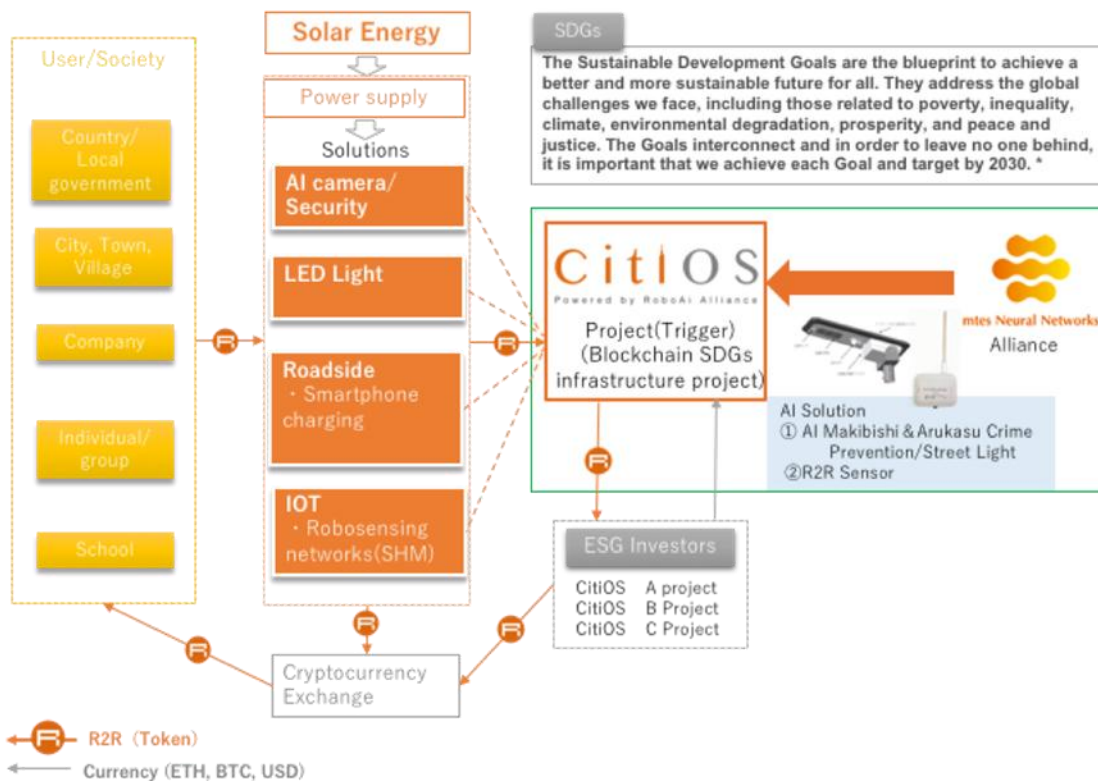 Solar Energy
Power supply
Solutions
AI camera/
Security
LED Light
Roadside
・Smartphone
charging
IOT
・Robosensing
networks(SHM)
User/Society
Country/
Local
government
City, Town,
Village
Company
Individual/
group
School
SDGs
The Sustainable Development Goals are the blueprint to achieve a
better and more sustainable future for all. They address the global
challenges we face, including those related to poverty, inequality,
climate, environmental degradation, prosperity, and peace and
justice. The Goals interconnect and in order to leave no one behind,
it is important that we achieve each Goal and target by 2030. *
CitiOS
Powered by RoboAi Alliance
Project(Trigger)
(Blockchain SDGs
infrastructure project)
mtes Neural Networks
Alliance
AI Solution
① AI Makibishi＆Arukasu Crime
Prevention/Street Light
②R2R Sensor
ESG Investors
CitiOS A project
CitiOS B Project
CitiOS C Project
Cryptocurrency
Exchange
R
R
R
R
R
R
R R2R（Token）
Currency (ETH, BTC, USD)